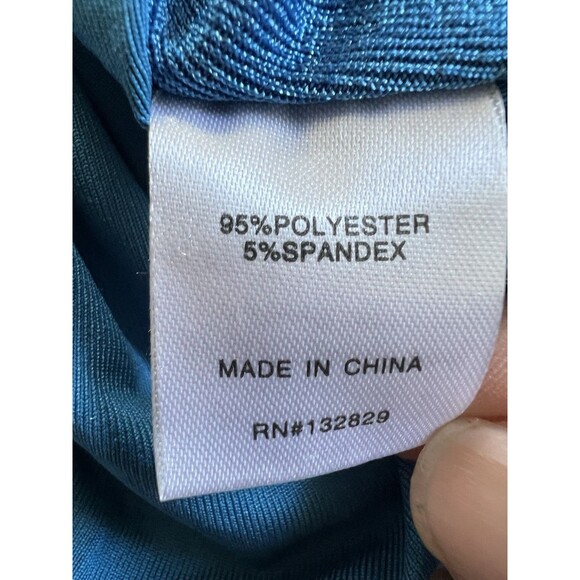 95%POLYESTER
5%SPANDEX
MADE IN CHINA
RN#132829